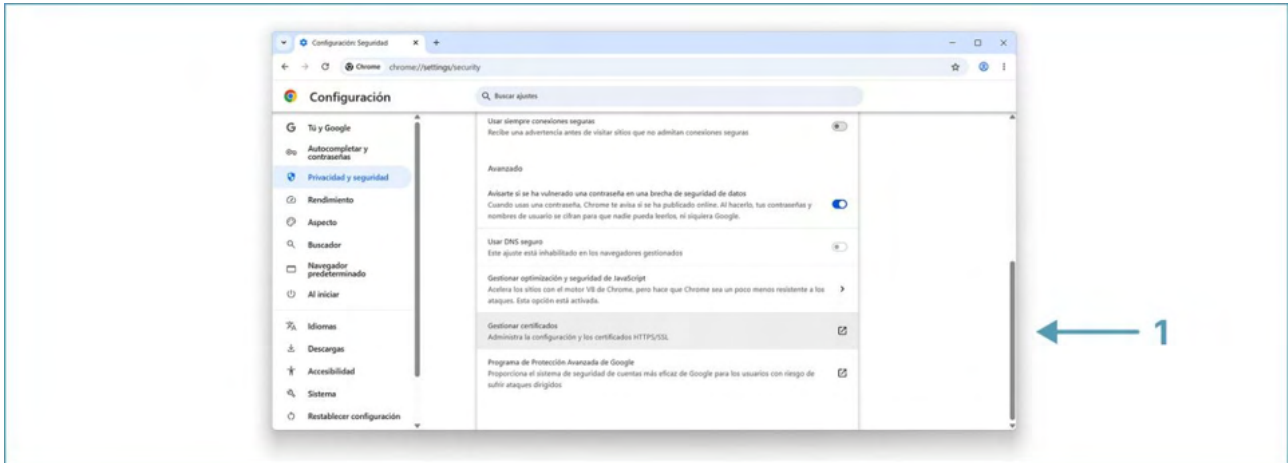 Configuración: Seguridad
Chrome chrome://settings/security
Configuración
Buscar ajustes
Tú y Google
Autocompletar y
contraseñas
Privacidad y seguridad
Rendimiento
Aspecto
Buscador
Navegador
predeterminado
Al iniciar
Idiomas
Descargas
Accesibilidad
Sistema
Restablecer configuración
Usar siempre conexiones seguras
Recibe una advertencia antes de visitar sitios que no admitan conexiones seguras
Avanzado
Avisarte si se ha vulnerado una contraseña en una brecha de seguridad de datos
Cuando usas una contraseña, Chrome te avisa si se ha publicado online. Al hacerlo, tus contraseñas y
nombres de usuario se cifran para que nadie pueda leerlos, ni siquiera Google.
Usar DNS seguro
Este ajuste está inhabilitado en los navegadores gestionados
Gestionar optimización y seguridad de JavaScript
Acelera los sitios con el motor V8 de Chrome, pero hace que Chrome sea un poco menos resistente a los
ataques. Esta opción está activada.
Gestionar certificados
Administra la configuración y los certificados HTTPS/SSL
Programa de Protección Avanzada de Google
Proporciona el sistema de seguridad de cuentas más eficaz de Google para los usuarios con riesgo de
sufrir ataques dirigidos
1